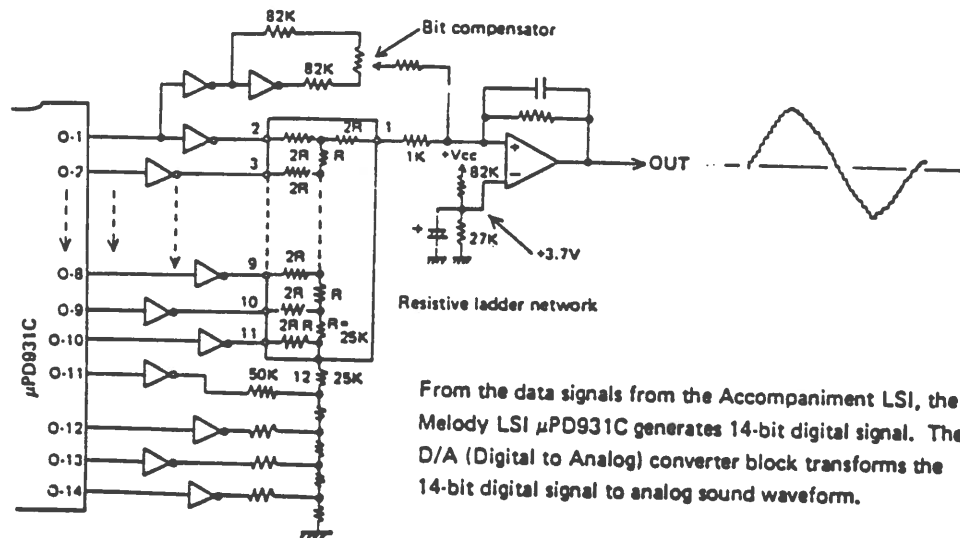 82K
Bit compensator
82K
O-1
2
2R
2R
1
R
1K
+Vcc
+
−
OUT
O-2
3
2R
2R
82K
+
27K
+3.7V
O-8
9
2R
R
O-9
10
2R
Resistive ladder network
O-10
11
2R
R
R=
25K
μPD931C
O-11
50K
12
25K
O-12
O-13
O-14
From the data signals from the Accompaniment LSI, the
Melody LSI μPD931C generates 14-bit digital signal. The
D/A (Digital to Analog) converter block transforms the
14-bit digital signal to analog sound waveform.